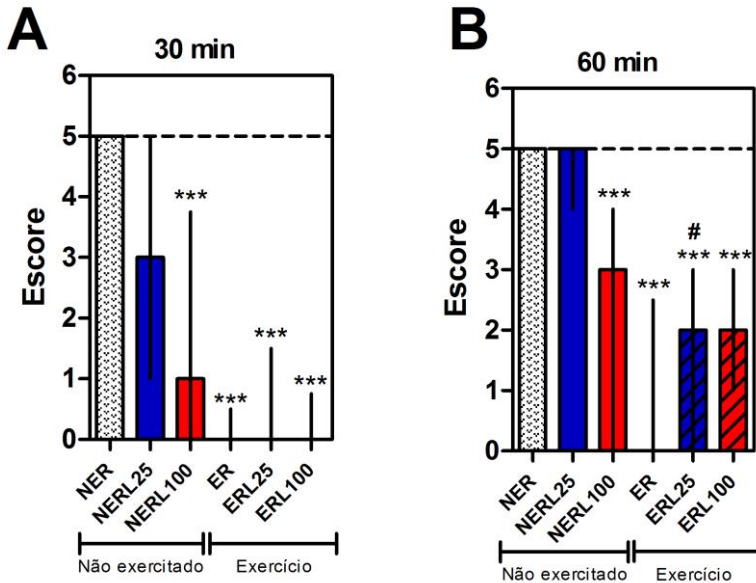 A
30 min
Escore
6
5
4
3
2
1
0
***
***
***
***
NER
NERL25
NERL100
ER
ERL25
ERL100
Não exercitado
Exercício
B
60 min
Escore
6
5
4
3
2
1
0
***
***
#
***
***
NER
NERL25
NERL100
ER
ERL25
ERL100
Não exercitado
Exercício